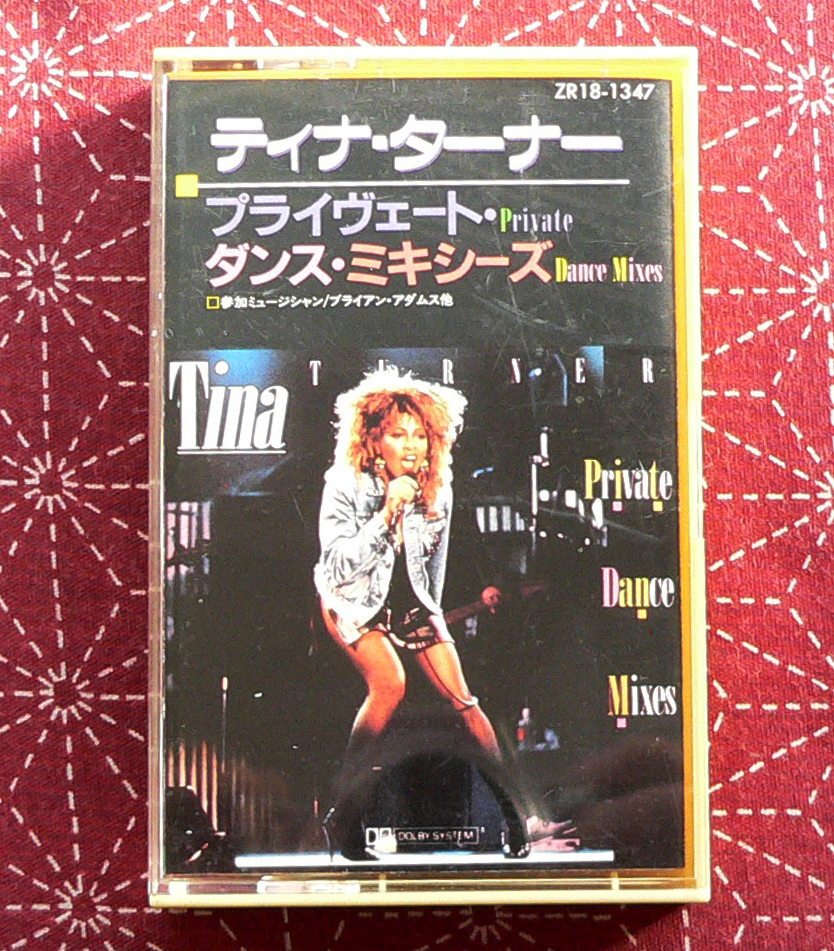 ZR18-1347
ティナ・ターナー
プライヴェート・Private
ダンス・ミキシーズ Dance Mixes
□参加ミュージシャン/ブライアン・アダムス他
Tina TURNER
Private
Dance
Mixes
DOLBY SYSTEM